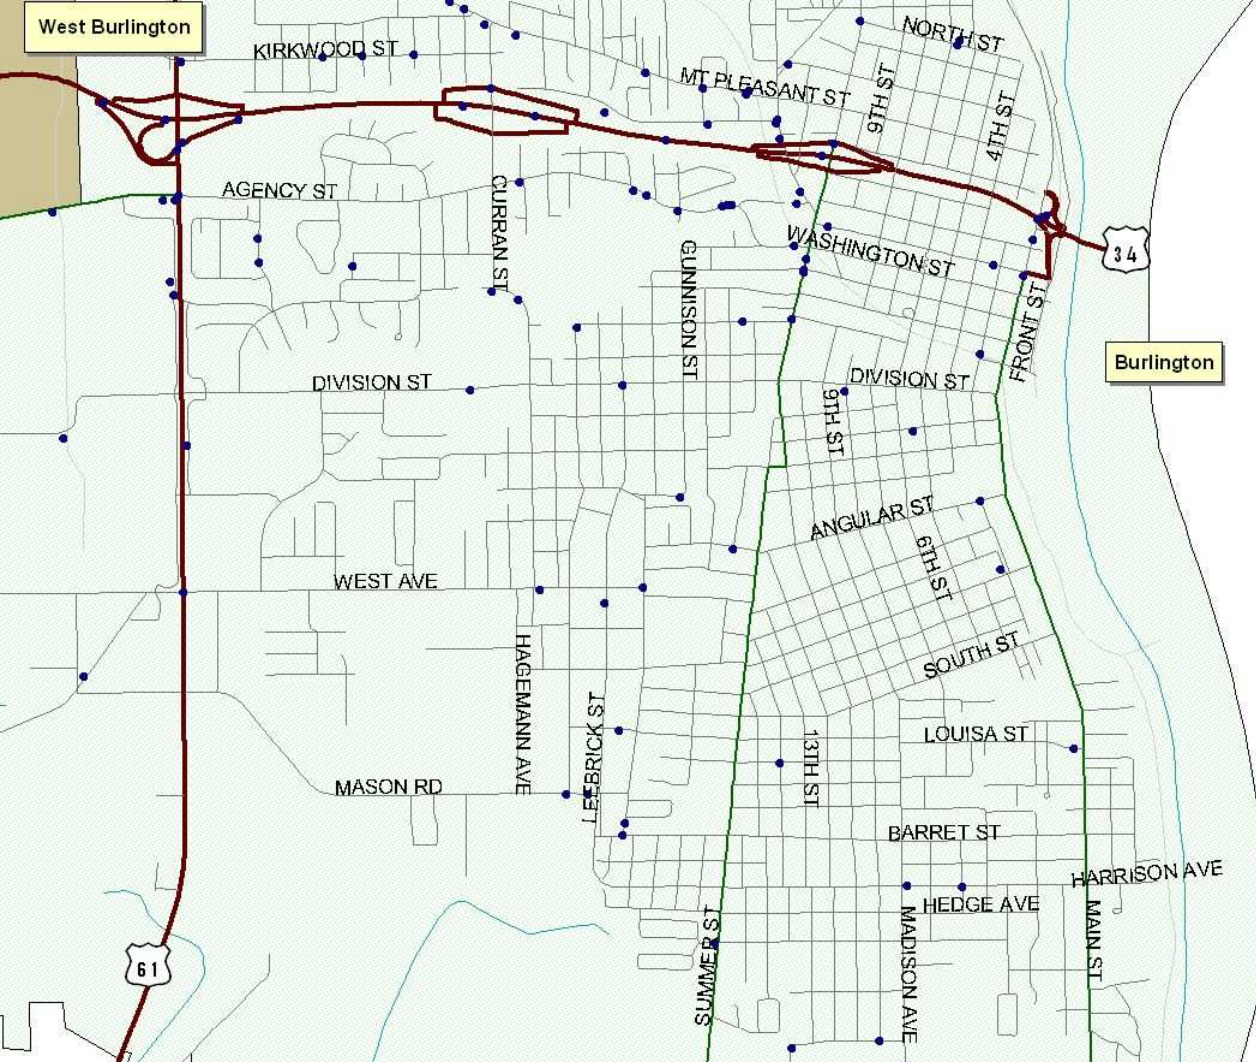 West Burlington
KIRKWOOD ST
NORTH ST
MT PLEASANT ST
9TH ST
4TH ST
AGENCY ST
CURRAN ST
GUNNISON ST
WASHINGTON ST
34
FRONT ST
Burlington
DIVISION ST
DIVISION ST
9TH ST
ANGULAR ST
6TH ST
WEST AVE
HAGEMANN AVE
SOUTH ST
LEEBRICK ST
LOUISA ST
13TH ST
MASON RD
BARRET ST
HARRISON AVE
HEDGE AVE
SUMMER ST
MADISON AVE
MAIN ST
61